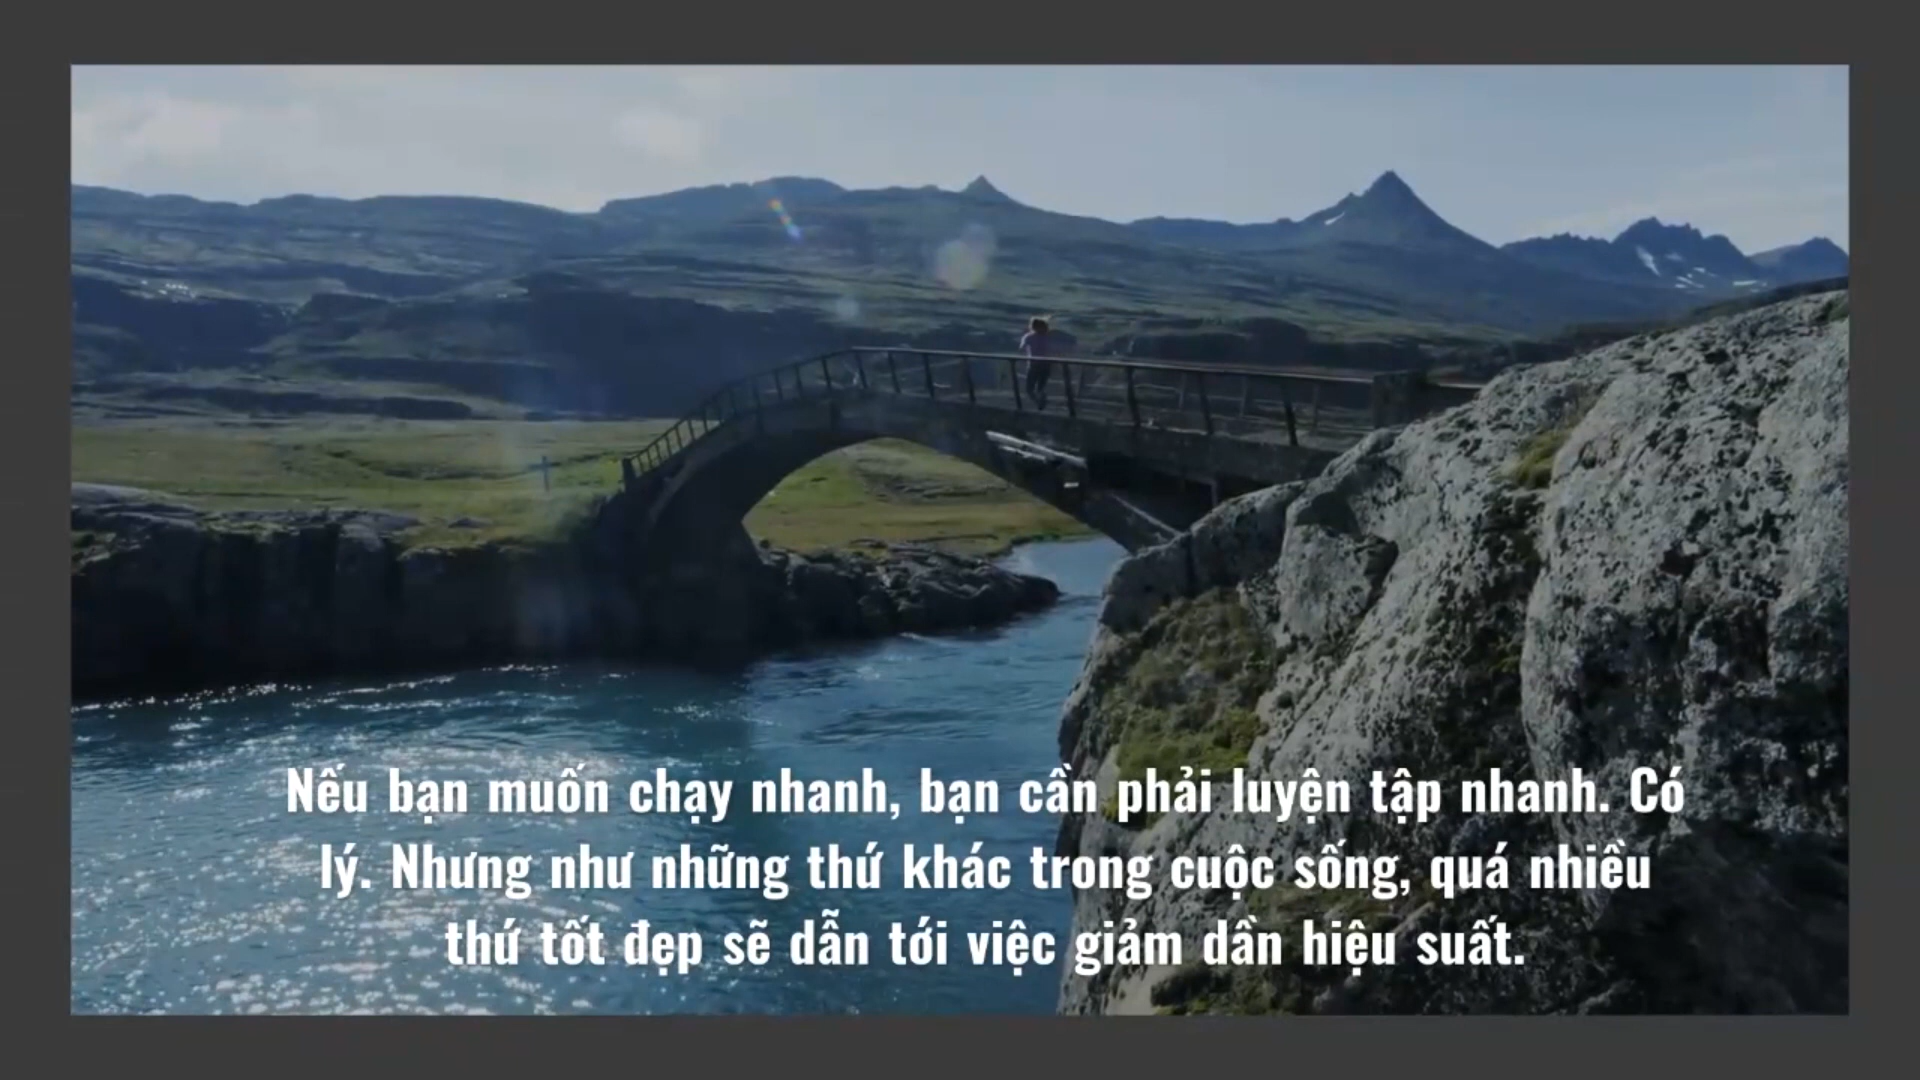 Nếu bạn muốn chạy nhanh, bạn cần phải luyện tập nhanh. Có
lý. Nhưng như những thứ khác trong cuộc sống, quá nhiều
thứ tốt đẹp sẽ dẫn tới việc giảm dần hiệu suất.